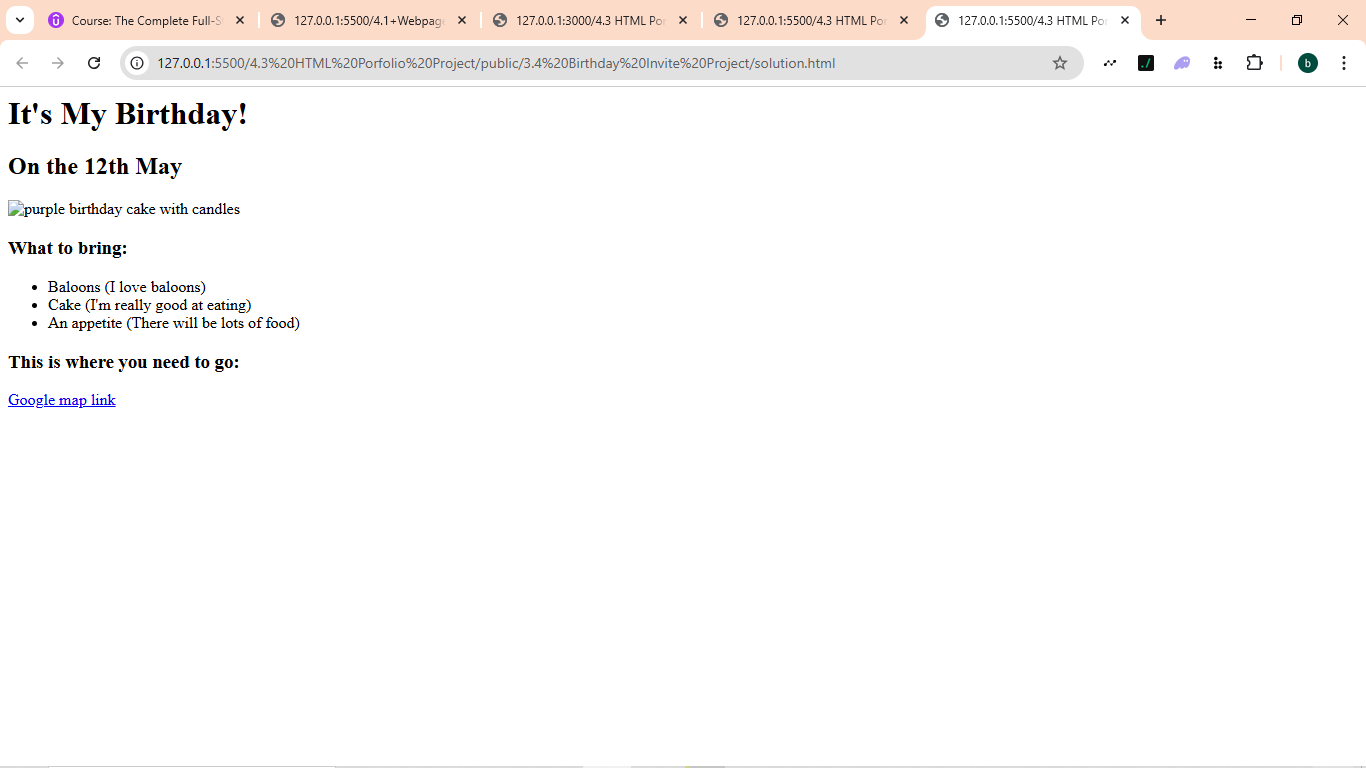 Course: The Complete Full-S
127.0.0.1:5500/4.1+Webpage
127.0.0.1:3000/4.3 HTML Por
127.0.0.1:5500/4.3 HTML Por
127.0.0.1:5500/4.3 HTML Por
127.0.0.1:5500/4.3%20HTML%20Porfolio%20Project/public/3.4%20Birthday%20Invite%20Project/solution.html
b
It's My Birthday!
On the 12th May
purple birthday cake with candles
What to bring:
Baloons (I love baloons)
Cake (I'm really good at eating)
An appetite (There will be lots of food)
This is where you need to go:
Google map link